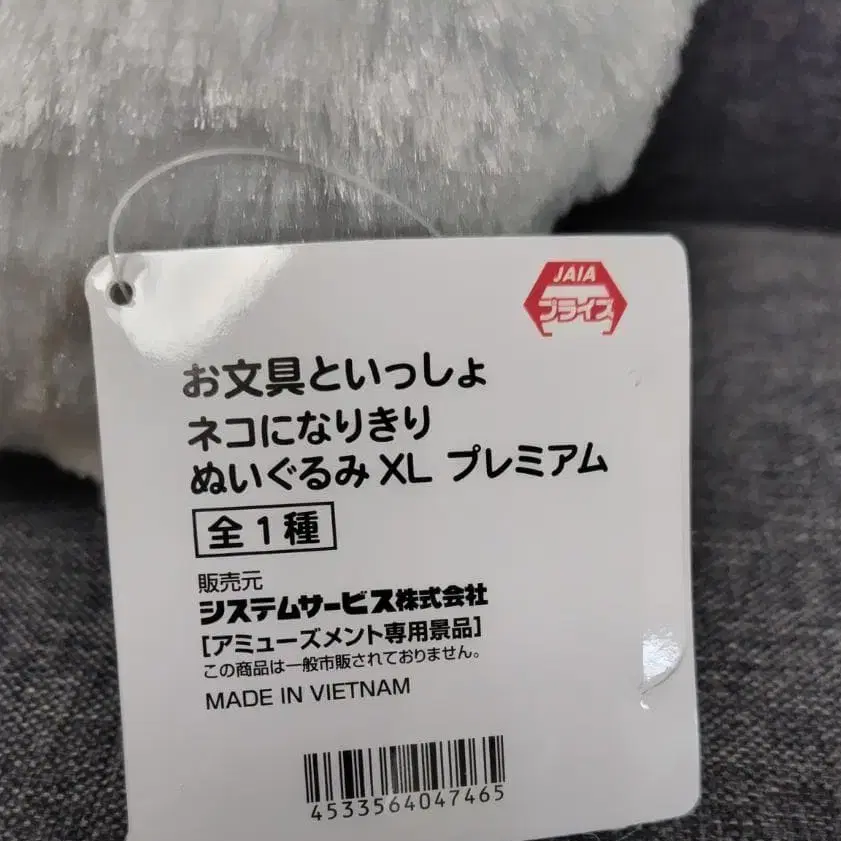 JAIA
プライズ
お文具といっしょ
ネコになりきり
ぬいぐるみXL プレミアム
全1種
販売元
システムサービス株式会社
[アミューズメント専用景品]
この商品は一般市販されておりません。
MADE IN VIETNAM
4533564047465